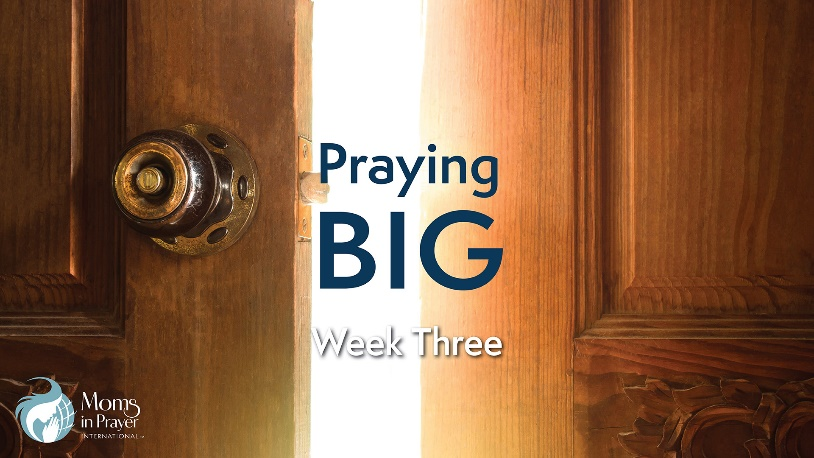 Praying
BIG
Week Three
Moms
in Prayer
INTERNATIONAL